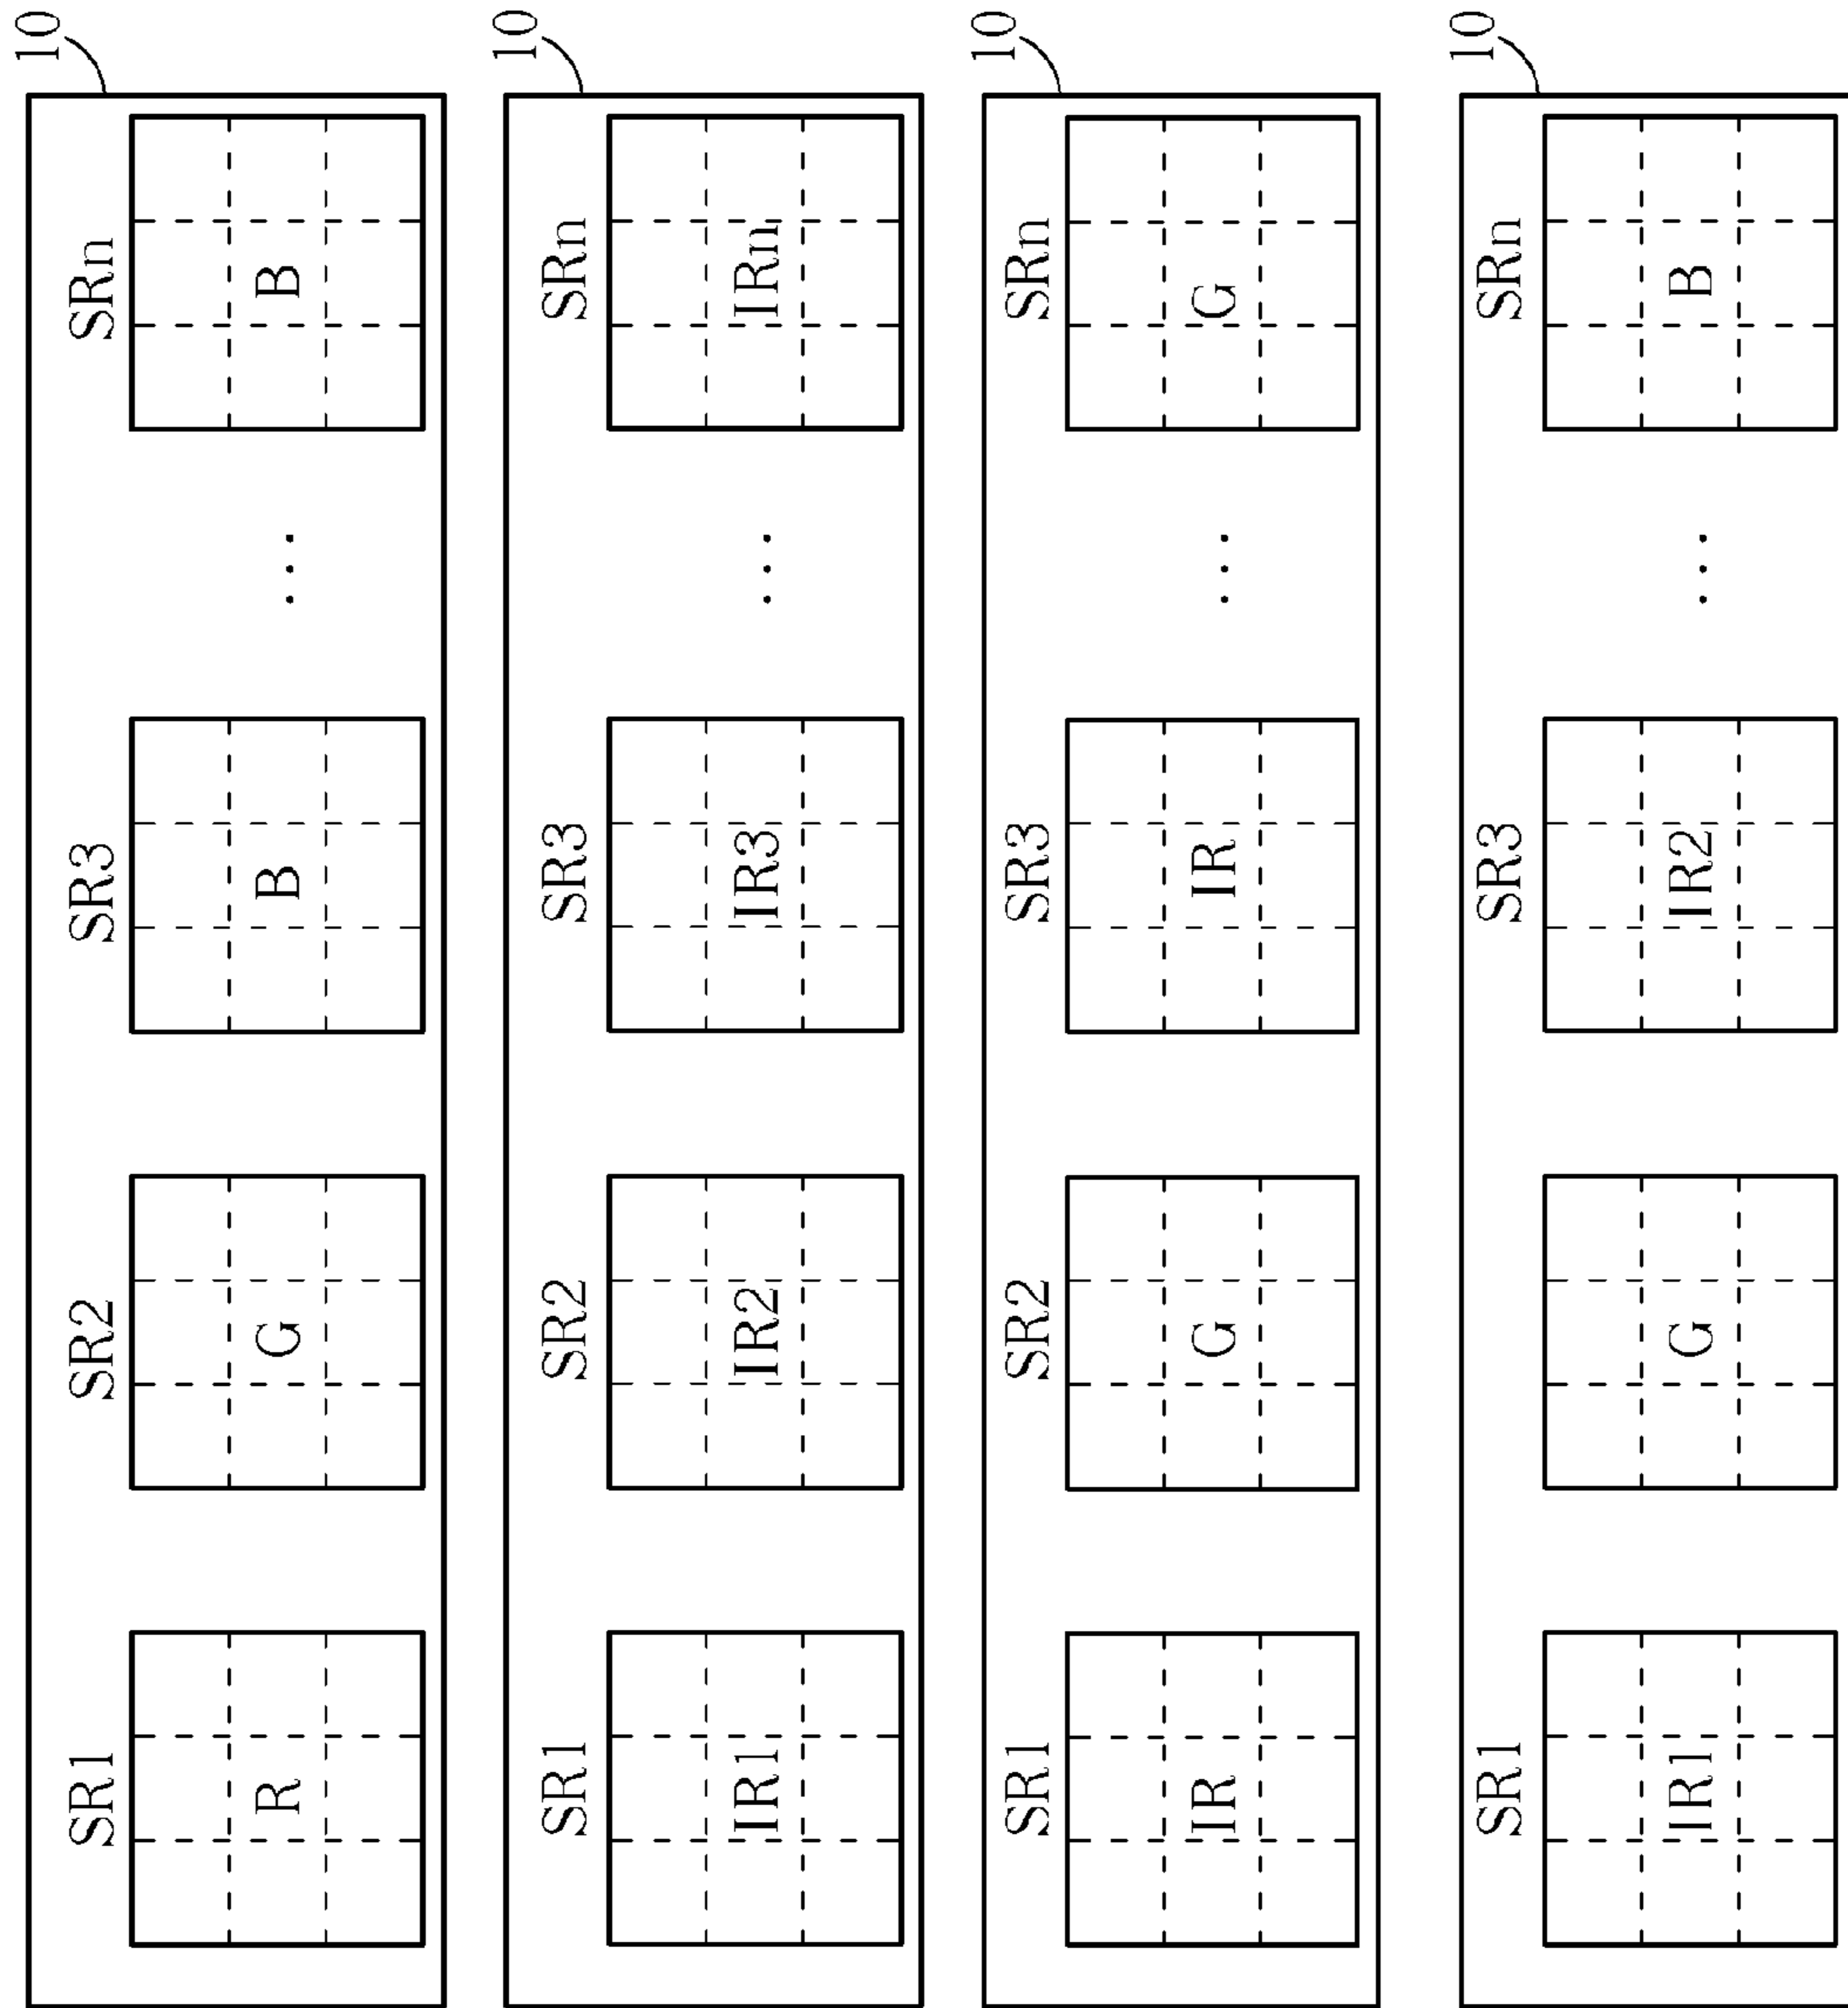 10
SR1 SR2 SR3 SRn
R G B ... B
10
SR1 SR2 SR3 SRn
IR1 IR2 IR3 ... IRn
10
SR1 SR2 SR3 SRn
IR G IR ... G
10
SR1 SR3 SRn
IR1 G IR2 ... B